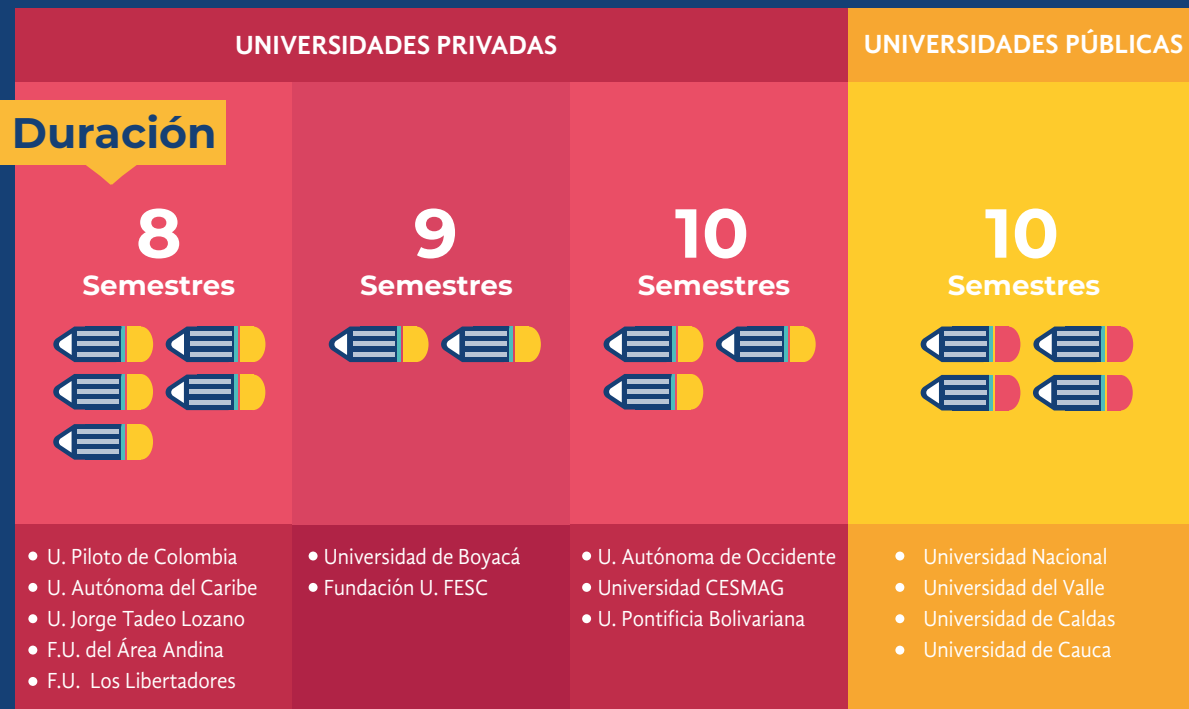 UNIVERSIDADES PRIVADAS
UNIVERSIDADES PÚBLICAS
Duración
8
Semestres
9
Semestres
10
Semestres
10
Semestres
• U. Piloto de Colombia
• U. Autónoma del Caribe
• U. Jorge Tadeo Lozano
• F.U. del Área Andina
• F.U. Los Libertadores
• Universidad de Boyacá
• Fundación U. FESC
• U. Autónoma de Occidente
• Universidad CESMAG
• U. Pontificia Bolivariana
• Universidad Nacional
• Universidad del Valle
• Universidad de Caldas
• Universidad de Cauca